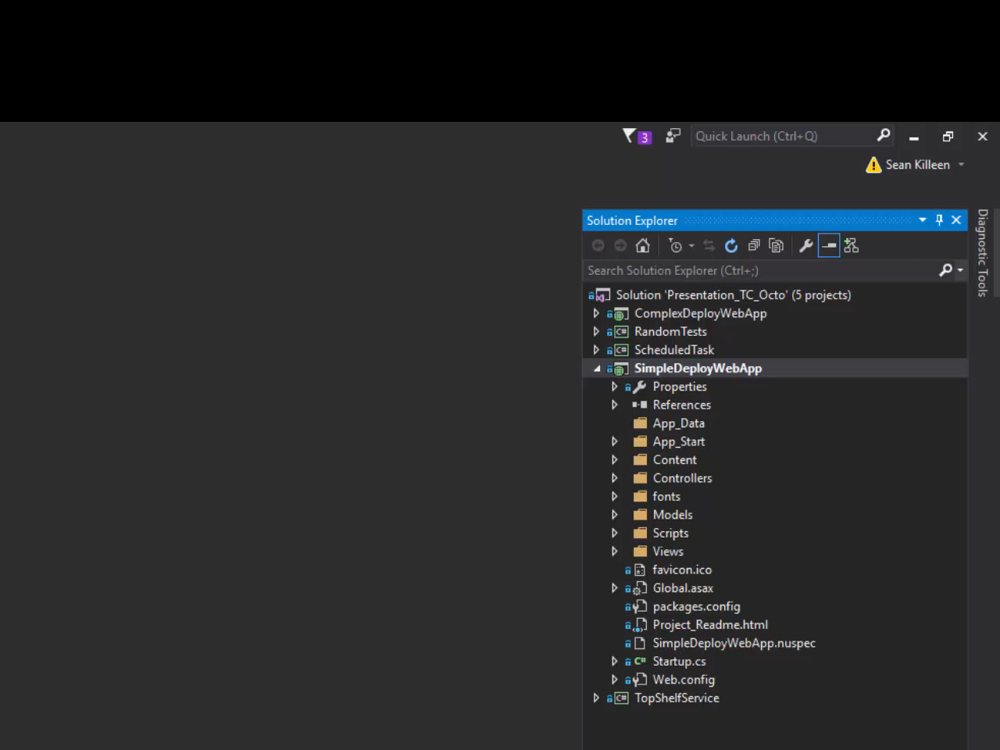 3
Quick Launch (Ctrl+Q)
Sean Killeen
Solution Explorer
Diagnostic Tools
Search Solution Explorer (Ctrl+;)
Solution 'Presentation_TC_Octo' (5 projects)
ComplexDeployWebApp
C# RandomTests
C# ScheduledTask
SimpleDeployWebApp
Properties
References
App_Data
App_Start
Content
Controllers
fonts
Models
Scripts
Views
favicon.ico
Global.asax
packages.config
Project_Readme.html
SimpleDeployWebApp.nuspec
C# Startup.cs
Web.config
C# TopShelfService